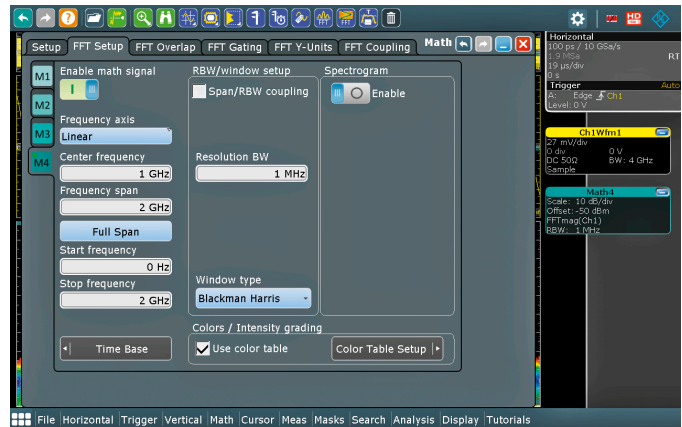 HD
Setup FFT Setup FFT Overlap FFT Gating FFT Y-Units FFT Coupling Math
M1
M2
M3
M4
Enable math signal
Frequency axis
Linear
Center frequency
1 GHz
Frequency span
2 GHz
Full Span
Start frequency
0 Hz
Stop frequency
2 GHz
Time Base
RBW/window setup
Span/RBW coupling
Resolution BW
1 MHz
Window type
Blackman Harris
Spectrogram
Enable
Colors / Intensity grading
Use color table
Color Table Setup
Horizontal
100 ps / 10 GSa/s
1.9 MSa RT
19 µs/div
0 s
Trigger Auto
A: Edge Ch1
Level: 0 V
Ch1Wfm1
27 mV/div
0 div 0 V
DC 50Ω BW: 4 GHz
Sample
Math4
Scale: 10 dB/div
Offset: -50 dBm
FFTmag(Ch1)
RBW: 1 MHz
File Horizontal Trigger Vertical Math Cursor Meas Masks Search Analysis Display Tutorials